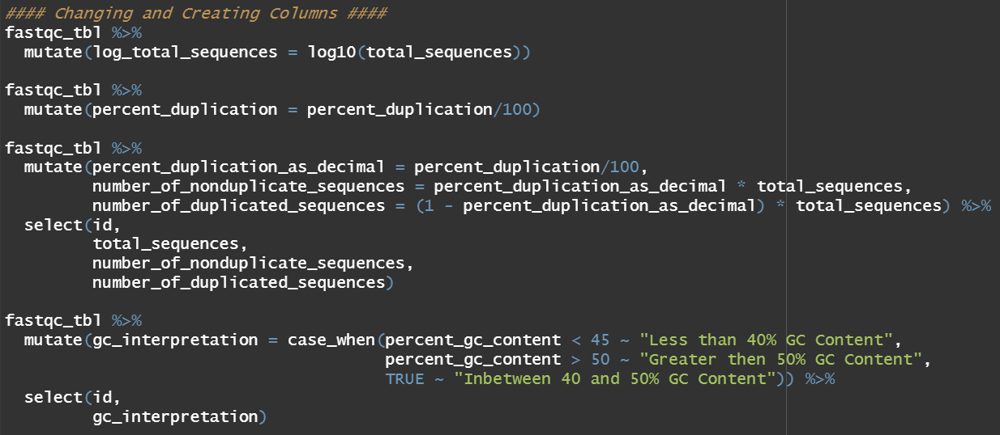 #### Changing and Creating Columns ####
fastqc_tbl %>%
  mutate(log_total_sequences = log10(total_sequences))

fastqc_tbl %>%
  mutate(percent_duplication = percent_duplication/100)

fastqc_tbl %>%
  mutate(percent_duplication_as_decimal = percent_duplication/100,
         number_of_nonduplicate_sequences = percent_duplication_as_decimal * total_sequences,
         number_of_duplicated_sequences = (1 - percent_duplication_as_decimal) * total_sequences) %>%
  select(id,
         total_sequences,
         number_of_nonduplicate_sequences,
         number_of_duplicated_sequences)

fastqc_tbl %>%
  mutate(gc_interpretation = case_when(percent_gc_content < 45 ~ "Less than 40% GC Content",
                                       percent_gc_content > 50 ~ "Greater then 50% GC Content",
                                       TRUE ~ "Inbetween 40 and 50% GC Content")) %>%
  select(id,
         gc_interpretation)